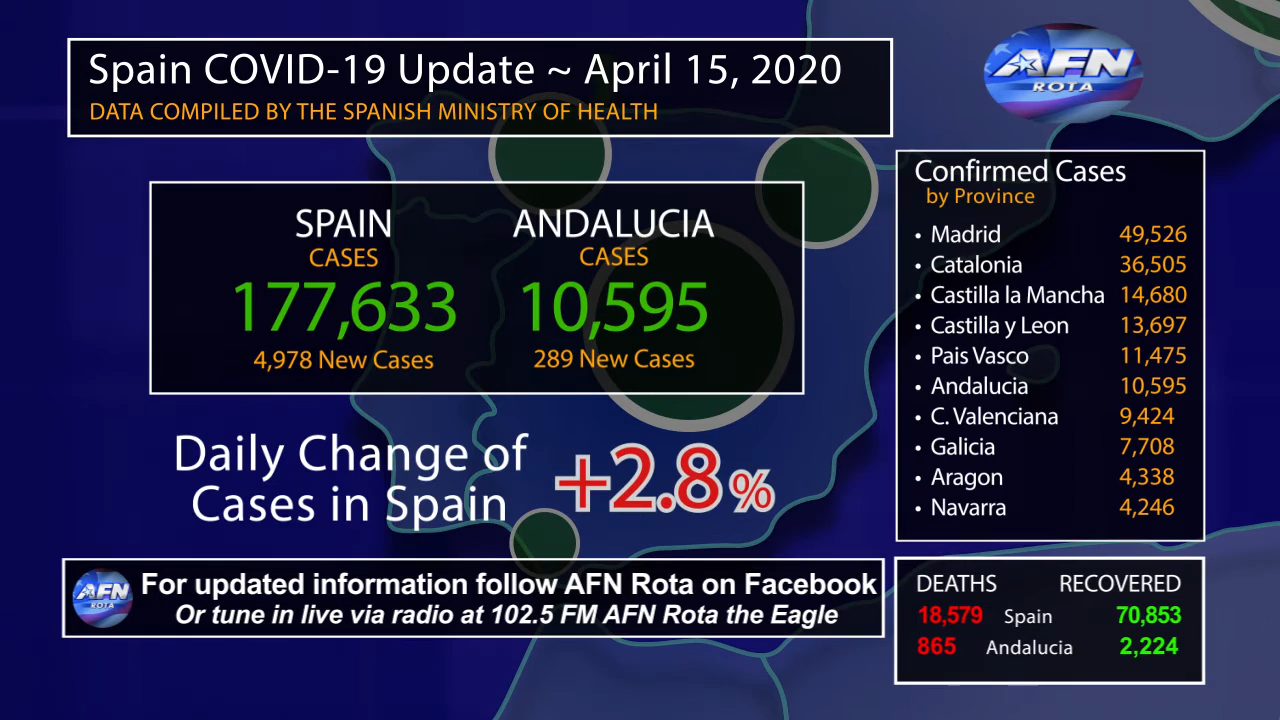 Spain COVID-19 Update ~ April 15, 2020
DATA COMPILED BY THE SPANISH MINISTRY OF HEALTH
AFN
ROTA
SPAIN
CASES
177,633
4,978 New Cases
ANDALUCIA
CASES
10,595
289 New Cases
Daily Change of
Cases in Spain
+2.8%
Confirmed Cases
by Province
• Madrid 49,526
• Catalonia 36,505
• Castilla la Mancha 14,680
• Castilla y Leon 13,697
• Pais Vasco 11,475
• Andalucia 10,595
• C. Valenciana 9,424
• Galicia 7,708
• Aragon 4,338
• Navarra 4,246
AFN
ROTA
For updated information follow AFN Rota on Facebook
Or tune in live via radio at 102.5 FM AFN Rota the Eagle
DEATHS RECOVERED
18,579 Spain 70,853
865 Andalucia 2,224